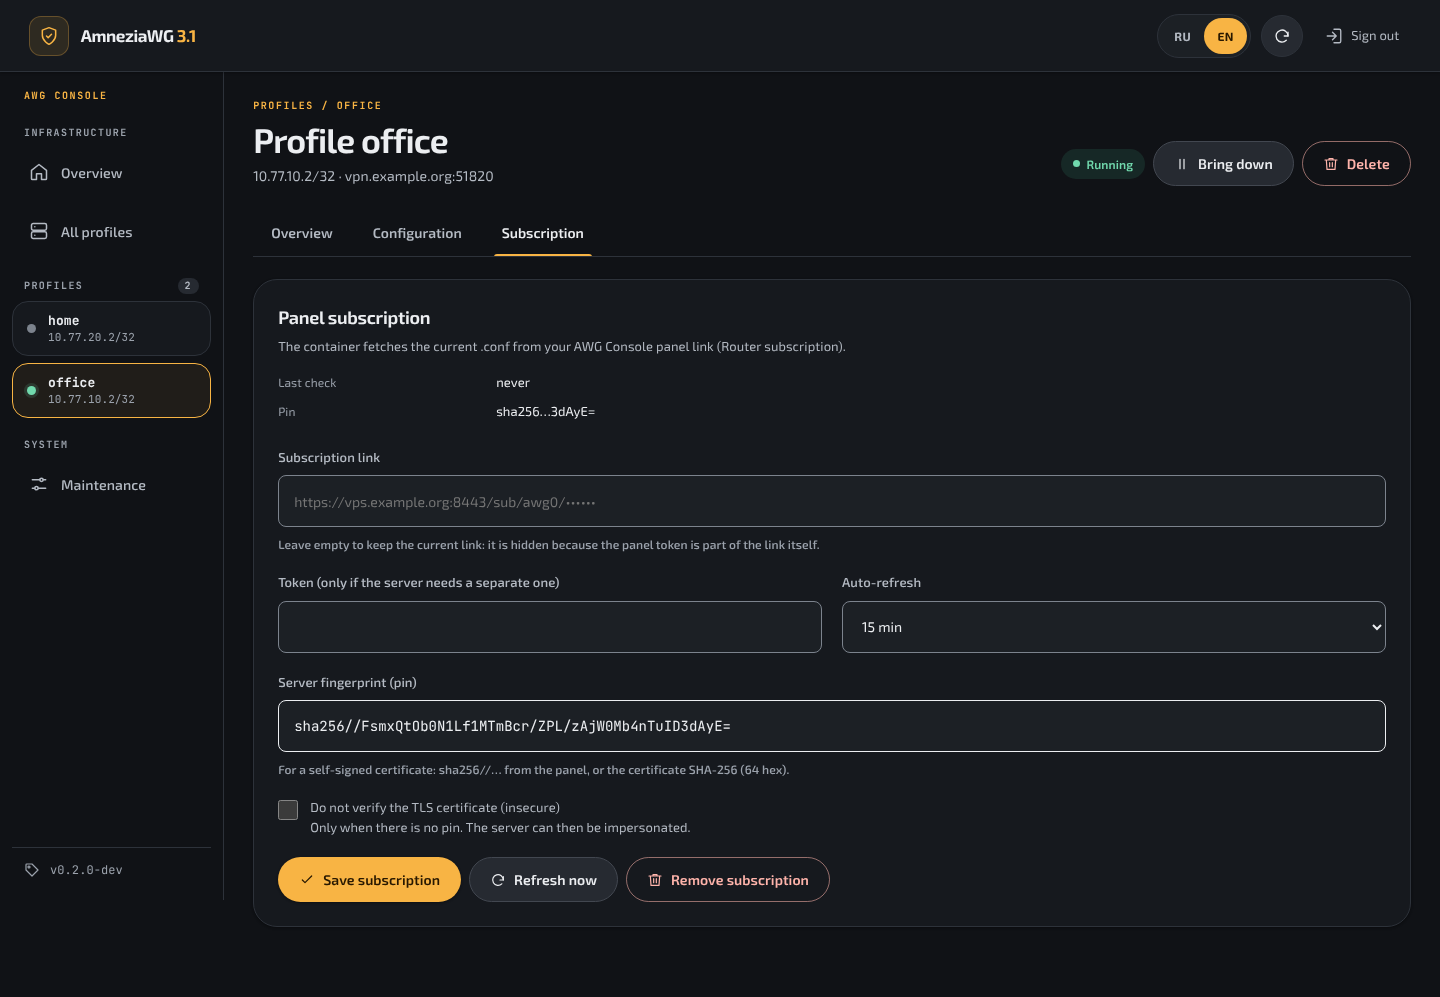 AmneziaWG 3.1
RU
EN
Sign out
AWG CONSOLE
INFRASTRUCTURE
Overview
All profiles
PROFILES
2
home
10.77.20.2/32
office
10.77.10.2/32
SYSTEM
Maintenance
v0.2.0-dev
PROFILES / OFFICE
Profile office
10.77.10.2/32 · vpn.example.org:51820
Running
Bring down
Delete
Overview
Configuration
Subscription
Panel subscription
The container fetches the current .conf from your AWG Console panel link (Router subscription).
Last check
never
Pin
sha256…3dAyE=
Subscription link
https://vps.example.org:8443/sub/awg0/······
Leave empty to keep the current link: it is hidden because the panel token is part of the link itself.
Token (only if the server needs a separate one)
Auto-refresh
15 min
Server fingerprint (pin)
sha256//FsmxQtOb0N1Lf1MTmBcr/ZPL/zAjW0Mb4nTuID3dAyE=
For a self-signed certificate: sha256//… from the panel, or the certificate SHA-256 (64 hex).
Do not verify the TLS certificate (insecure)
Only when there is no pin. The server can then be impersonated.
Save subscription
Refresh now
Remove subscription